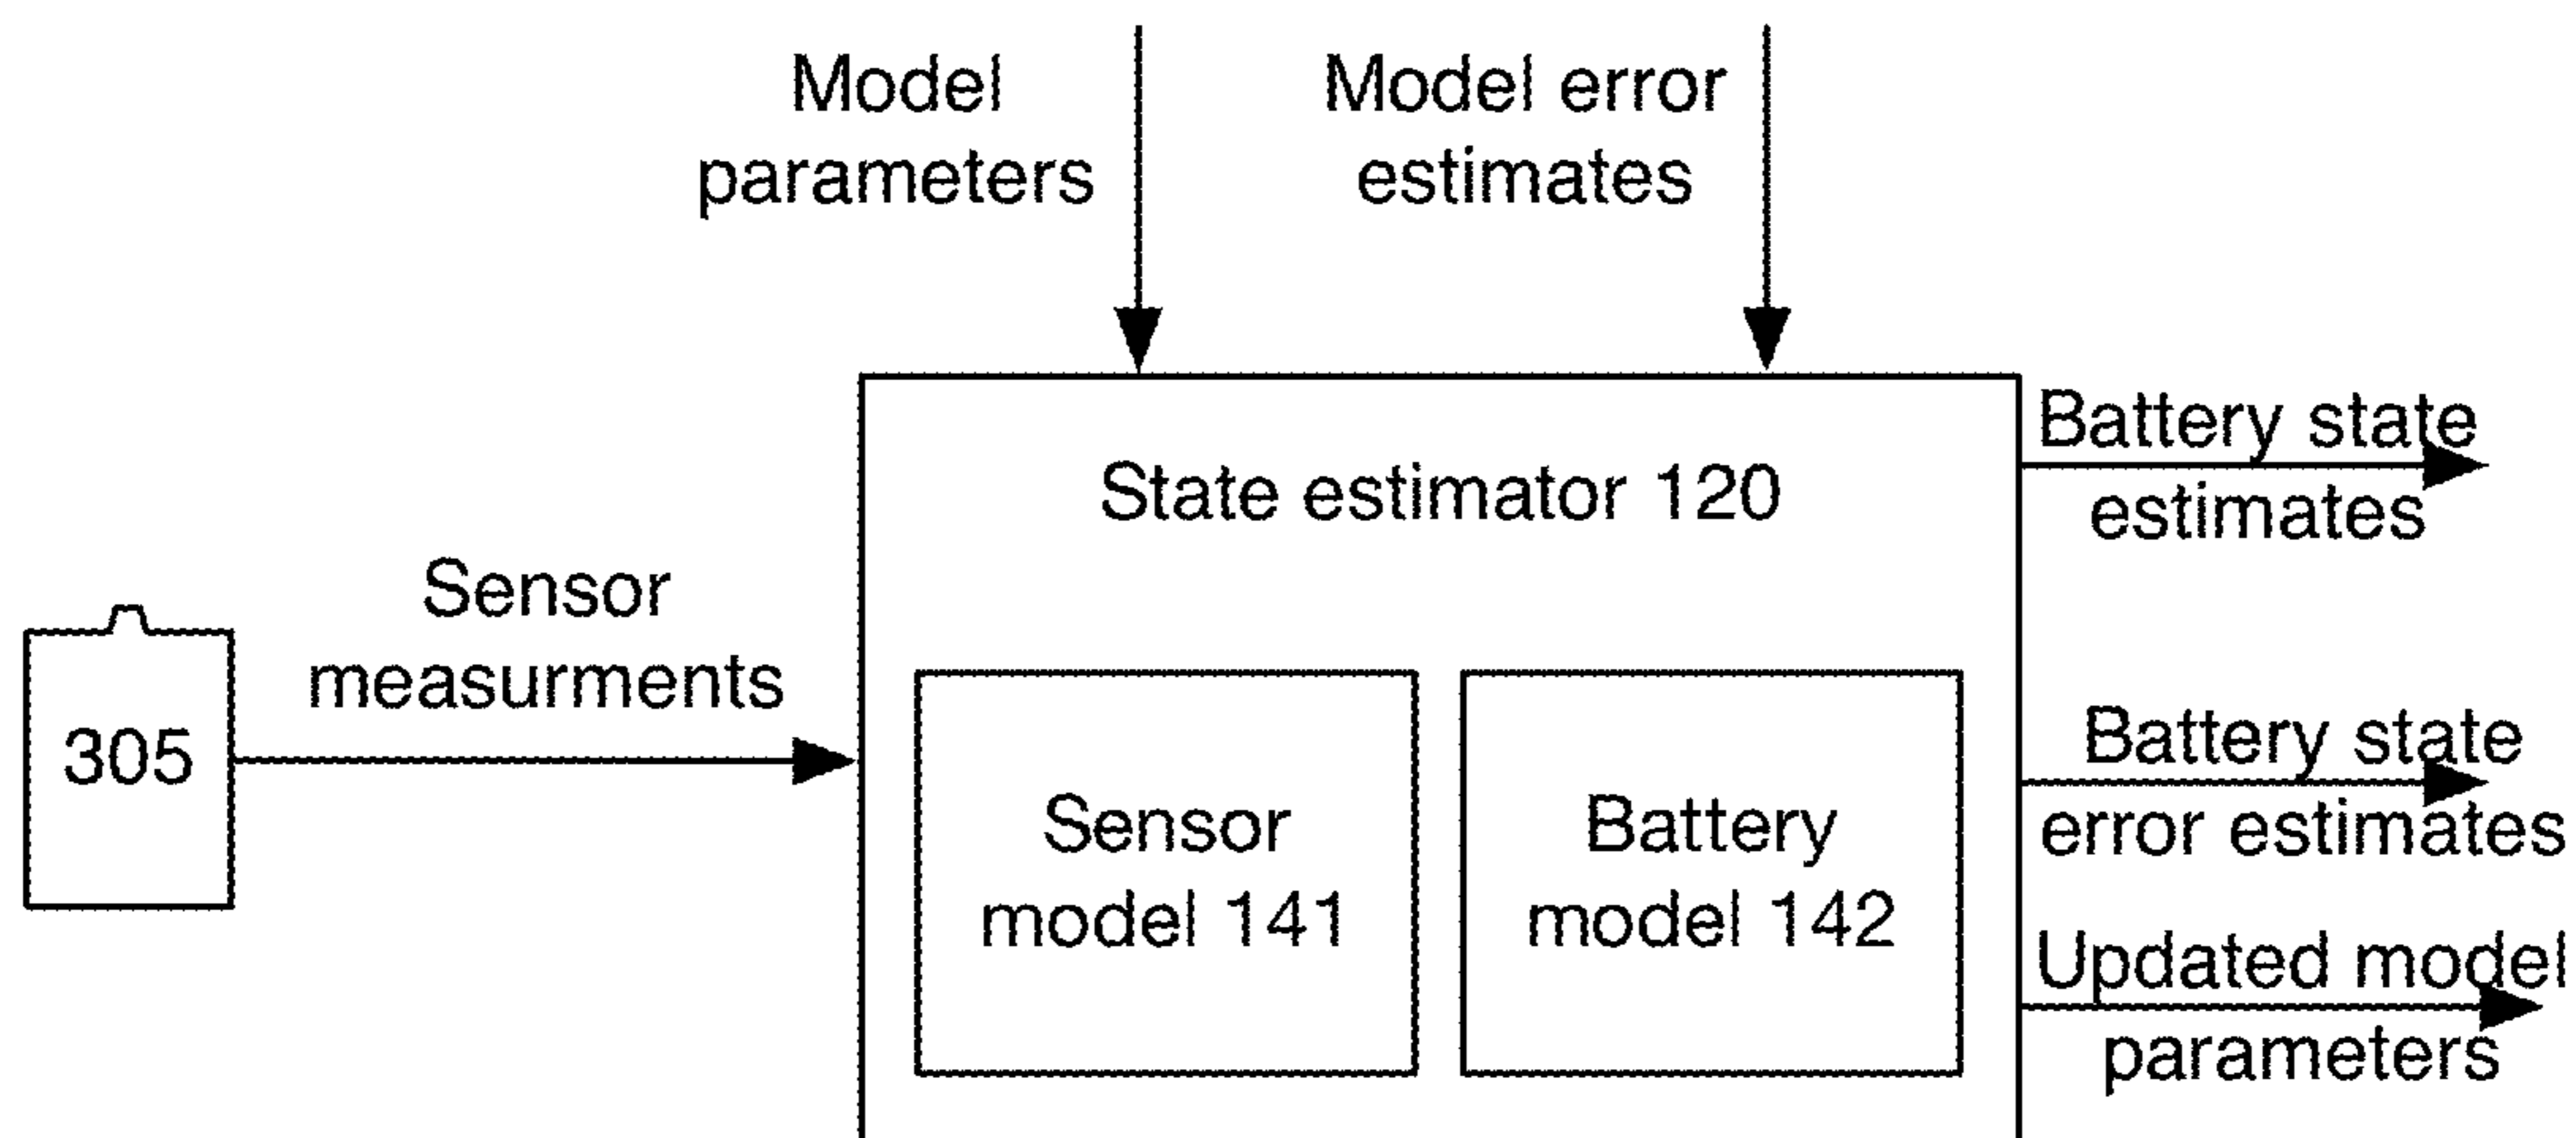 Model
parameters
Model error
estimates
State estimator 120
Battery state
estimates
Sensor
measurments
305
Sensor
model 141
Battery
model 142
Battery state
error estimates
Updated model
parameters